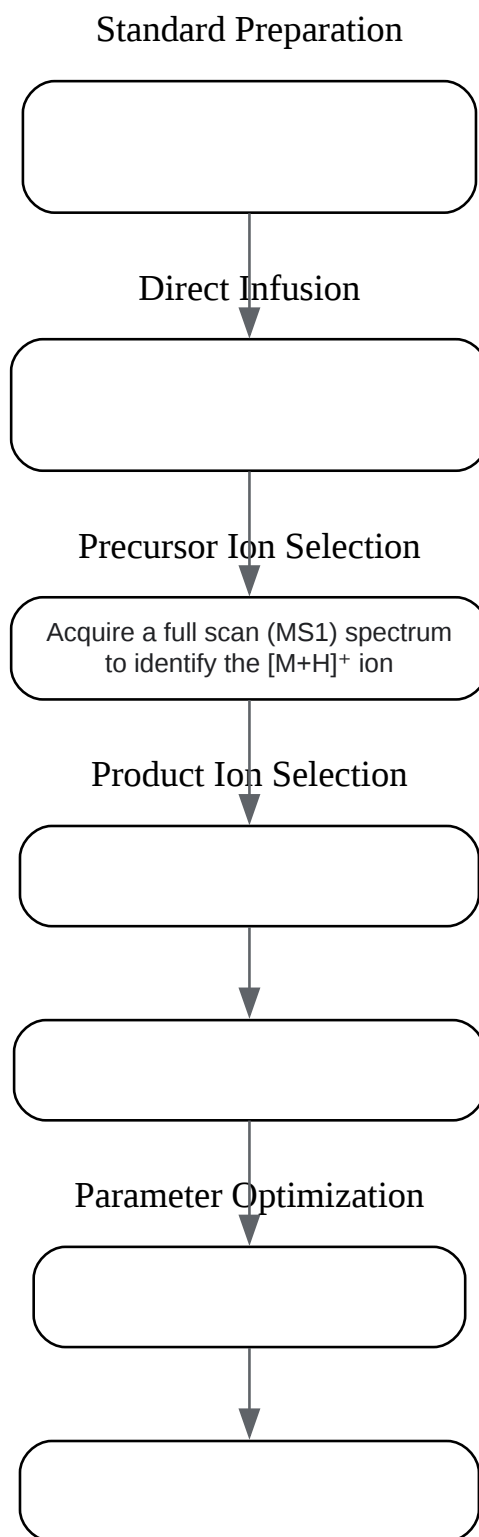 Standard Preparation
Direct Infusion
Precursor Ion Selection
Acquire a full scan (MS1) spectrum
to identify the [M+H]⁺ ion
Product Ion Selection
Parameter Optimization